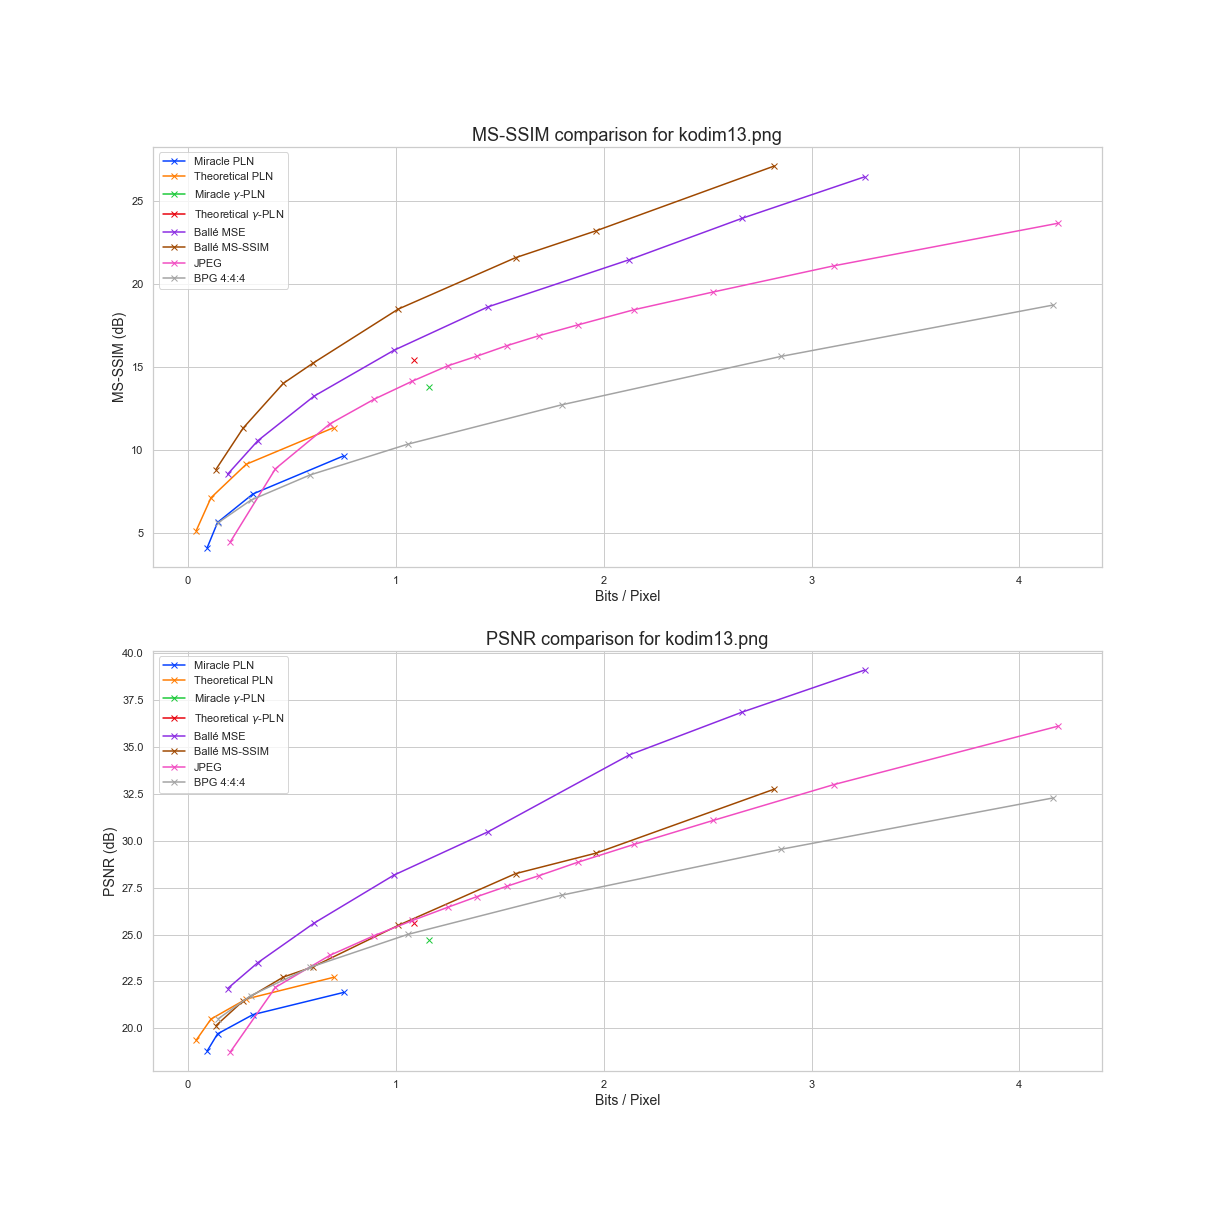 MS-SSIM comparison for kodim13.png
Miracle PLN
Theoretical PLN
Miracle γ-PLN
Theoretical γ-PLN
Ballé MSE
Ballé MS-SSIM
JPEG
BPG 4:4:4
25
20
15
10
5
MS-SSIM (dB)
0 1 2 3 4
Bits / Pixel
PSNR comparison for kodim13.png
Miracle PLN
Theoretical PLN
Miracle γ-PLN
Theoretical γ-PLN
Ballé MSE
Ballé MS-SSIM
JPEG
BPG 4:4:4
40.0
37.5
35.0
32.5
30.0
27.5
25.0
22.5
20.0
PSNR (dB)
0 1 2 3 4
Bits / Pixel